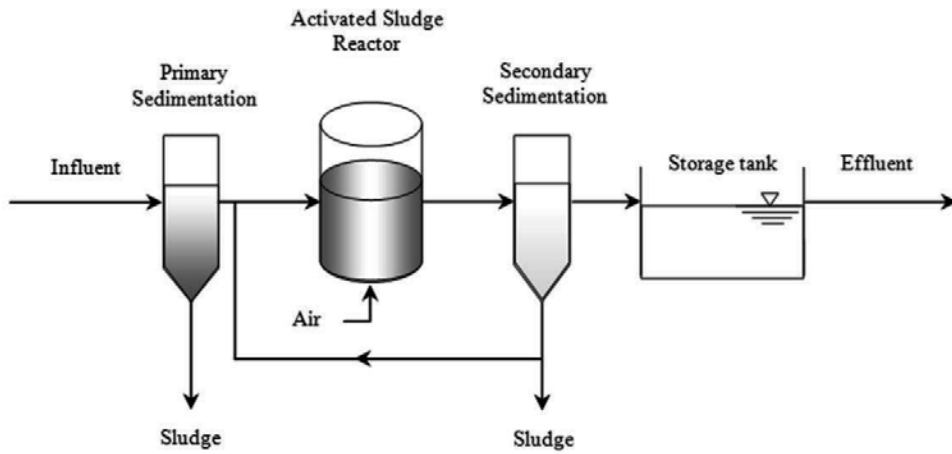 Activated Sludge
Reactor
Primary
Sedimentation
Secondary
Sedimentation
Influent
Storage tank
Effluent
Air
Sludge
Sludge